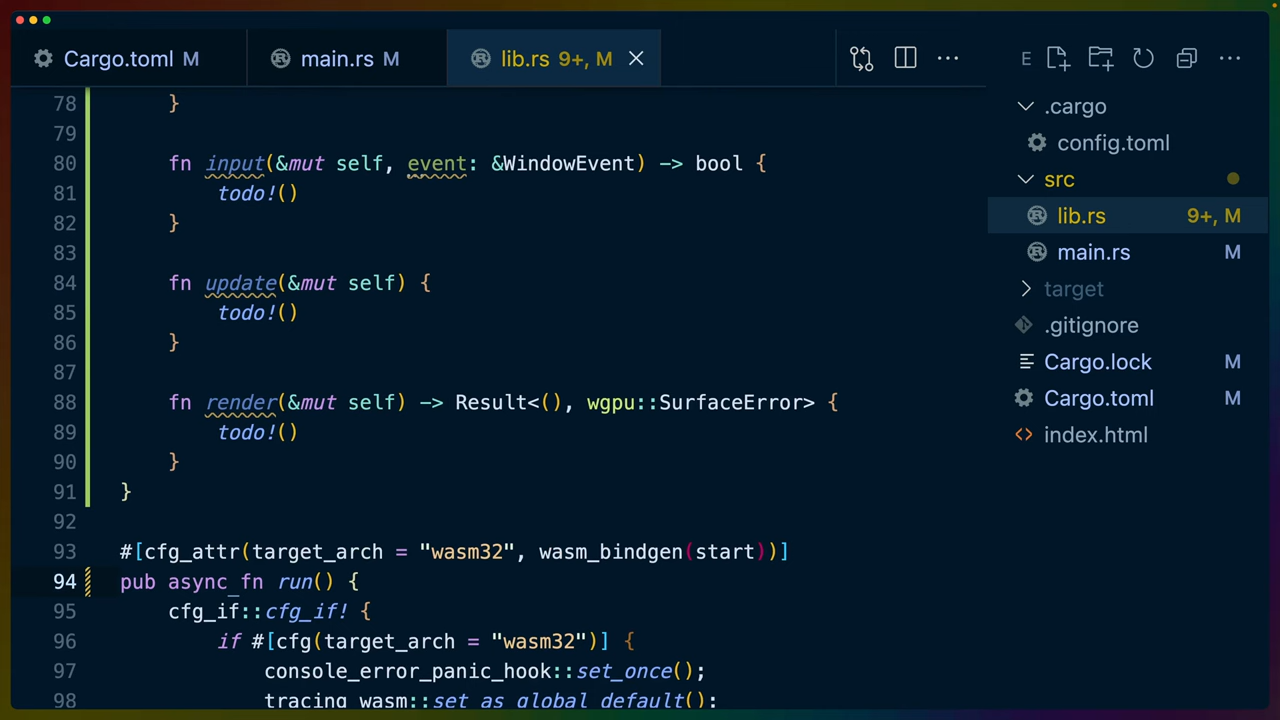 Cargo.toml M main.rs M lib.rs 9+, M E
78 }
79
80 fn input(&mut self, event: &WindowEvent) -> bool {
81 todo!()
82 }
83
84 fn update(&mut self) {
85 todo!()
86 }
87
88 fn render(&mut self) -> Result<(), wgpu::SurfaceError> {
89 todo!()
90 }
91 }
92
93 #[cfg_attr(target_arch = "wasm32", wasm_bindgen(start))]
94 pub async fn run() {
95 cfg_if::cfg_if! {
96 if #[cfg(target_arch = "wasm32")] {
97 console_error_panic_hook::set_once();
98 tracing_wasm::set_as_global_default();
.cargo
config.toml
src
lib.rs 9+, M
main.rs M
target
.gitignore
Cargo.lock M
Cargo.toml M
index.html